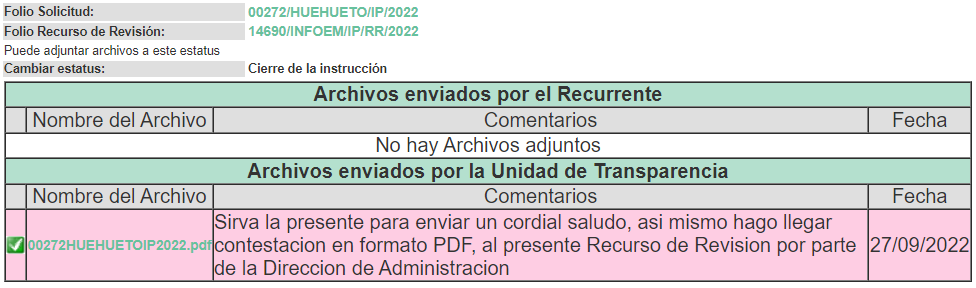 Folio Solicitud: 00272/HUEHUETO/IP/2022
Folio Recurso de Revisión: 14690/INFOEM/IP/RR/2022
Puede adjuntar archivos a este estatus
Cambiar estatus: Cierre de la instrucción
Archivos enviados por el Recurrente
Nombre del Archivo Comentarios Fecha
No hay Archivos adjuntos
Archivos enviados por la Unidad de Transparencia
Nombre del Archivo Comentarios Fecha
Sirva la presente para enviar un cordial saludo, asi mismo hago llegar
00272HUEHUETOIP2022.pdf contestacion en formato PDF, al presente Recurso de Revision por parte 27/09/2022
de la Direccion de Administracion